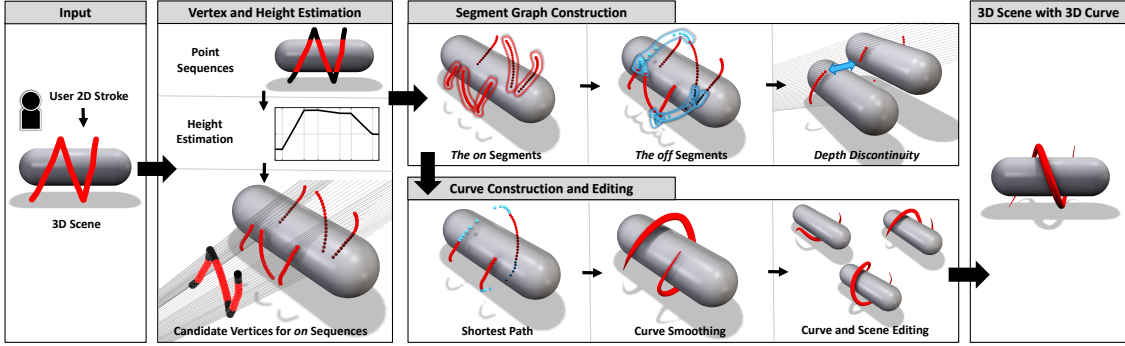 Input
User 2D Stroke
3D Scene
Vertex and Height Estimation
Point
Sequences
Height
Estimation
Candidate Vertices for on Sequences
Segment Graph Construction
The on Segments
The off Segments
Depth Discontinuity
Curve Construction and Editing
Shortest Path
Curve Smoothing
Curve and Scene Editing
3D Scene with 3D Curve